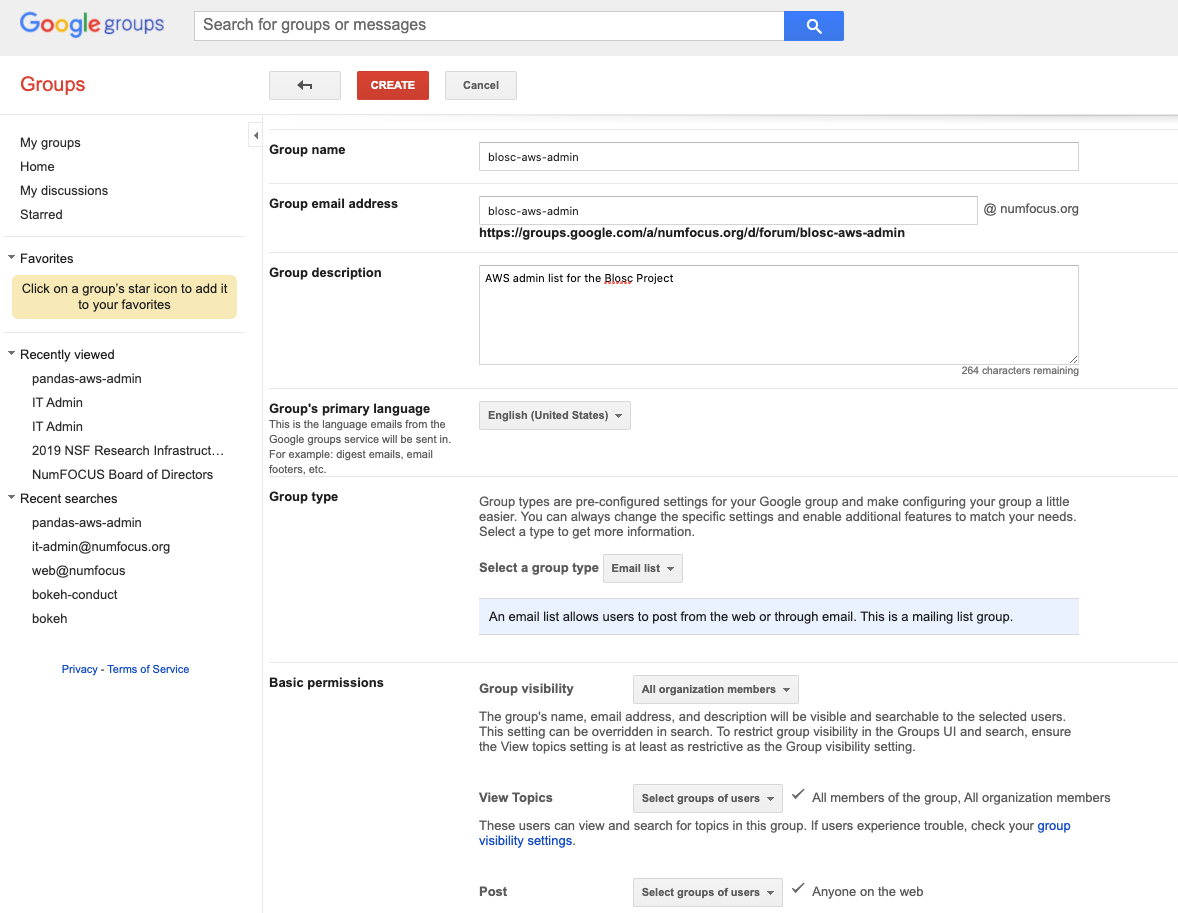 Google groups
Search for groups or messages
Groups
CREATE
Cancel
My groups
Home
My discussions
Starred
Favorites
Click on a group's star icon to add it
to your favorites
Recently viewed
pandas-aws-admin
IT Admin
IT Admin
2019 NSF Research Infrastruct…
NumFOCUS Board of Directors
Recent searches
pandas-aws-admin
it-admin@numfocus.org
web@numfocus
bokeh-conduct
bokeh
Privacy - Terms of Service
Group name
blosc-aws-admin
Group email address
blosc-aws-admin
@ numfocus.org
https://groups.google.com/a/numfocus.org/d/forum/blosc-aws-admin
Group description
AWS admin list for the Blosc Project
264 characters remaining
Group's primary language
This is the language emails from the
Google groups service will be sent in.
For example: digest emails, email
footers, etc.
English (United States)
Group type
Group types are pre-configured settings for your Google group and make configuring your group a little
easier. You can always change the specific settings and enable additional features to match your needs.
Select a type to get more information.
Select a group type
Email list
An email list allows users to post from the web or through email. This is a mailing list group.
Basic permissions
Group visibility
All organization members
The group's name, email address, and description will be visible and searchable to the selected users.
This setting can be overridden in search. To restrict group visibility in the Groups UI and search, ensure
the View topics setting is at least as restrictive as the Group visibility setting.
View Topics
Select groups of users
All members of the group, All organization members
These users can view and search for topics in this group. If users experience trouble, check your group
visibility settings.
Post
Select groups of users
Anyone on the web